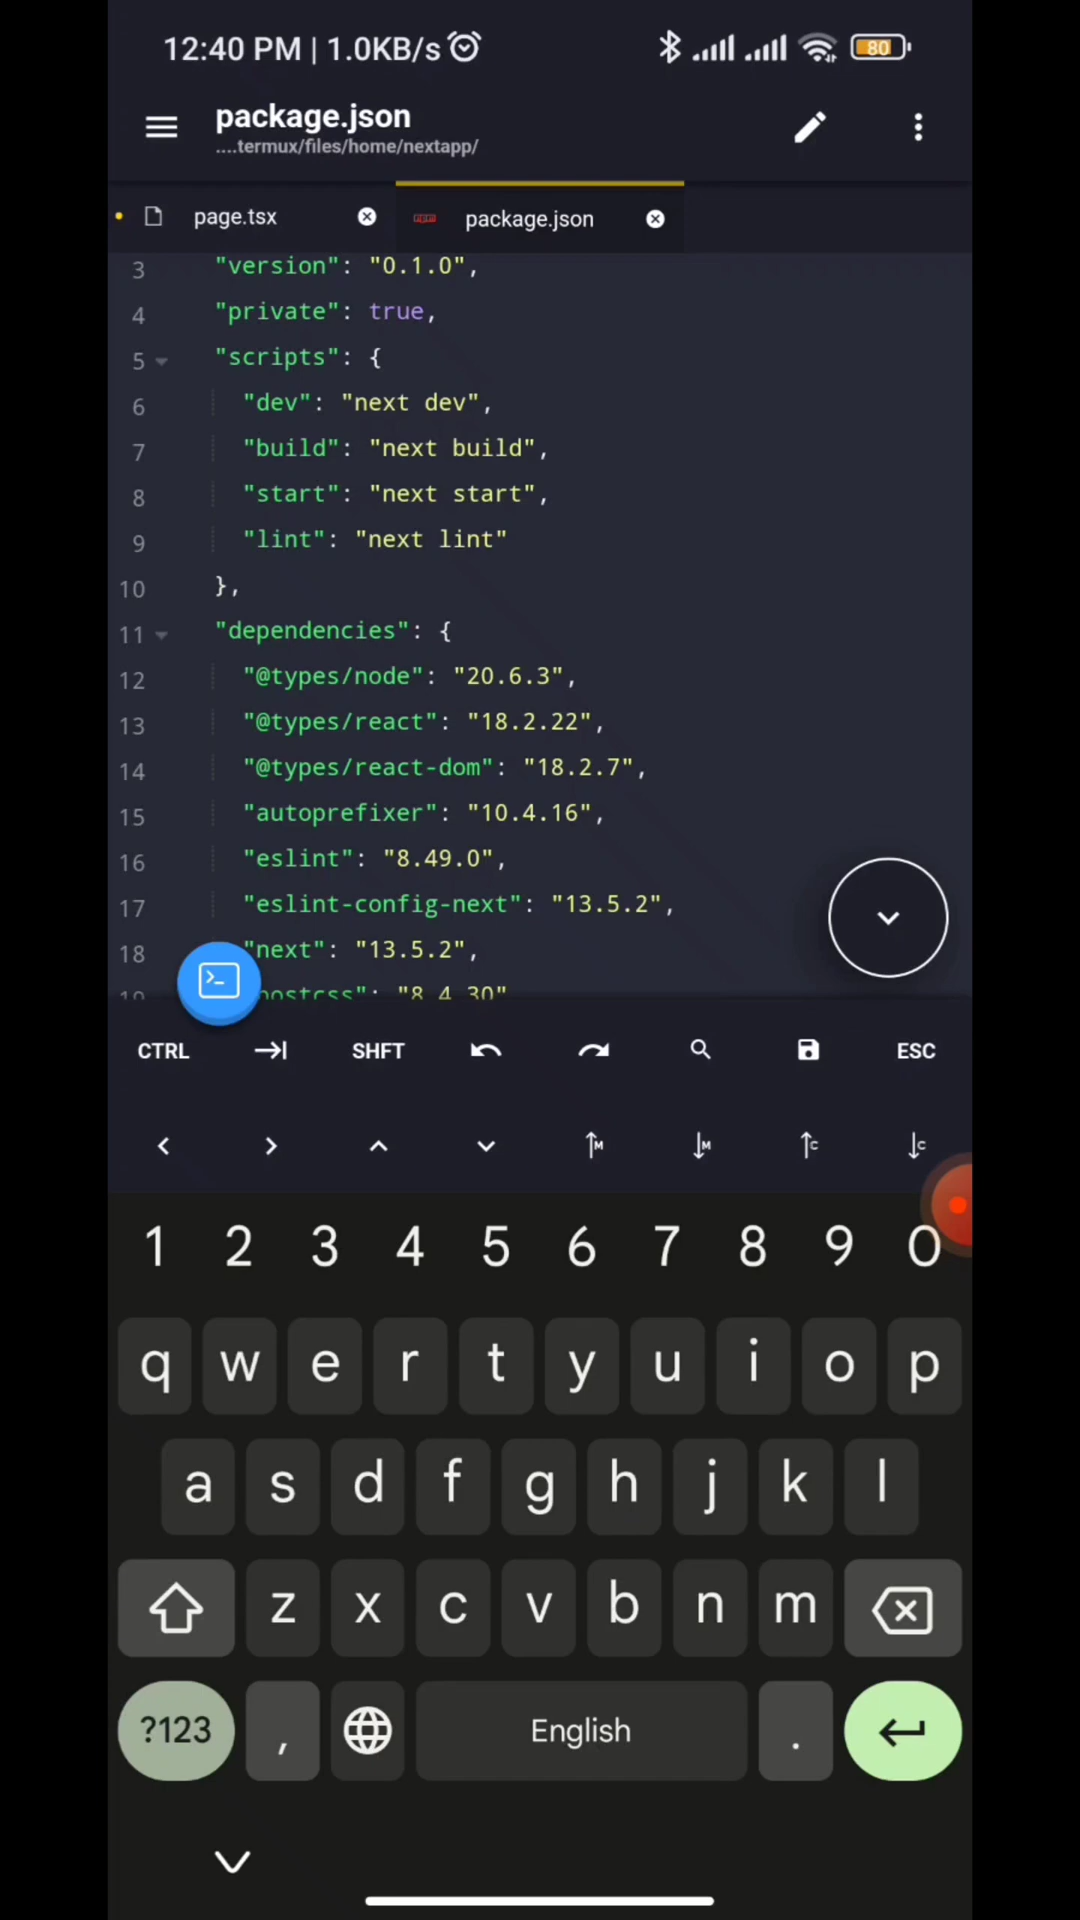 12:40 PM | 1.0KB/s
80
package.json
....termux/files/home/nextapp/
page.tsx
package.json
3 "version": "0.1.0",
4 "private": true,
5 "scripts": {
6 "dev": "next dev",
7 "build": "next build",
8 "start": "next start",
9 "lint": "next lint"
10 },
11 "dependencies": {
12 "@types/node": "20.6.3",
13 "@types/react": "18.2.22",
14 "@types/react-dom": "18.2.7",
15 "autoprefixer": "10.4.16",
16 "eslint": "8.49.0",
17 "eslint-config-next": "13.5.2",
18 "next": "13.5.2",
19 postcss": "8.4.30"
CTRL SHFT ESC
M M C C
1 2 3 4 5 6 7 8 9 0
q w e r t y u i o p
a s d f g h j k l
z x c v b n m
?123 , English .